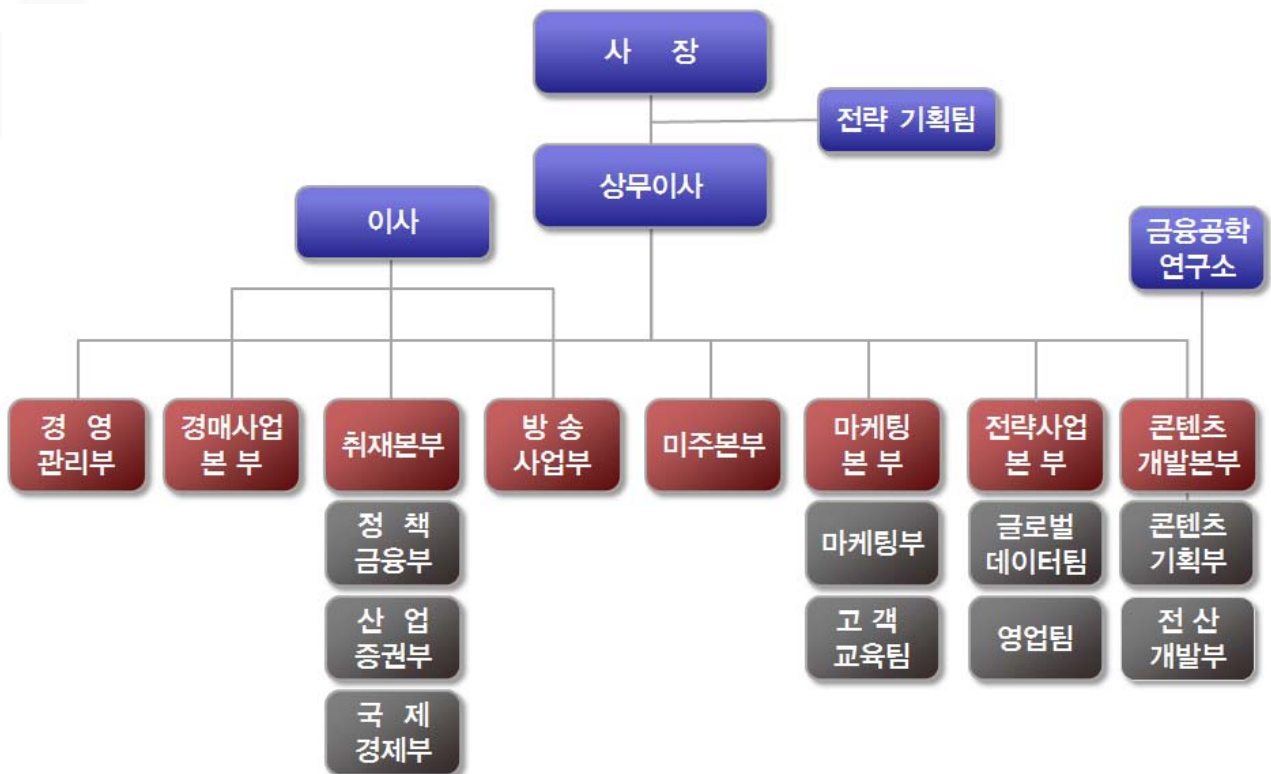 사 장
전략 기획팀
상무이사
이사
금융공학
연구소
경 영
관리부
경매사업
본 부
취재본부
방 송
사업부
미주본부
마케팅
본 부
전략사업
본 부
콘텐츠
개발본부
정 책
금융부
마케팅부
글로벌
데이터팀
콘텐츠
기획부
산 업
증권부
고 객
교육팀
영업팀
전 산
개발부
국 제
경제부